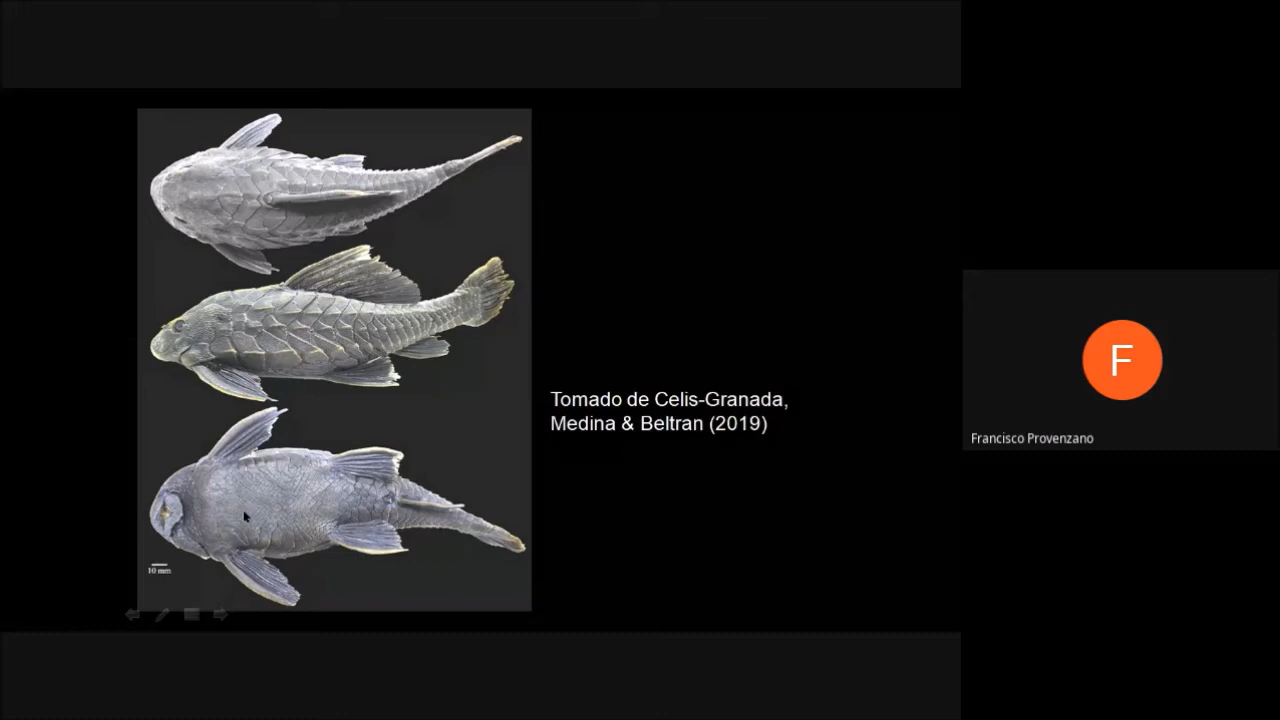 Tomado de Celis-Granada,
Medina & Beltran (2019)
F
Francisco Provenzano
10 mm